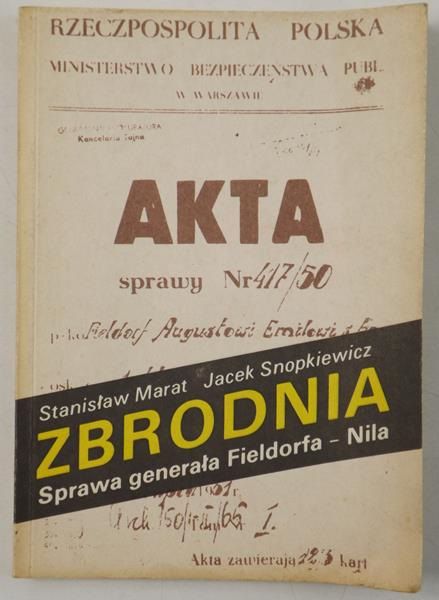 RZECZPOSPOLITA POLSKA
MINISTERSTWO BEZPIECZEŃSTWA PUBL.
W WARSZAWIE
Kancelaria Tajna
AKTA
sprawy Nr 417/50
Fieldorf Augustowi Emilowi
Stanisław Marat Jacek Snopkiewicz
ZBRODNIA
Sprawa generała Fieldorfa – Nila
I.
Akta zawierają 223 kart